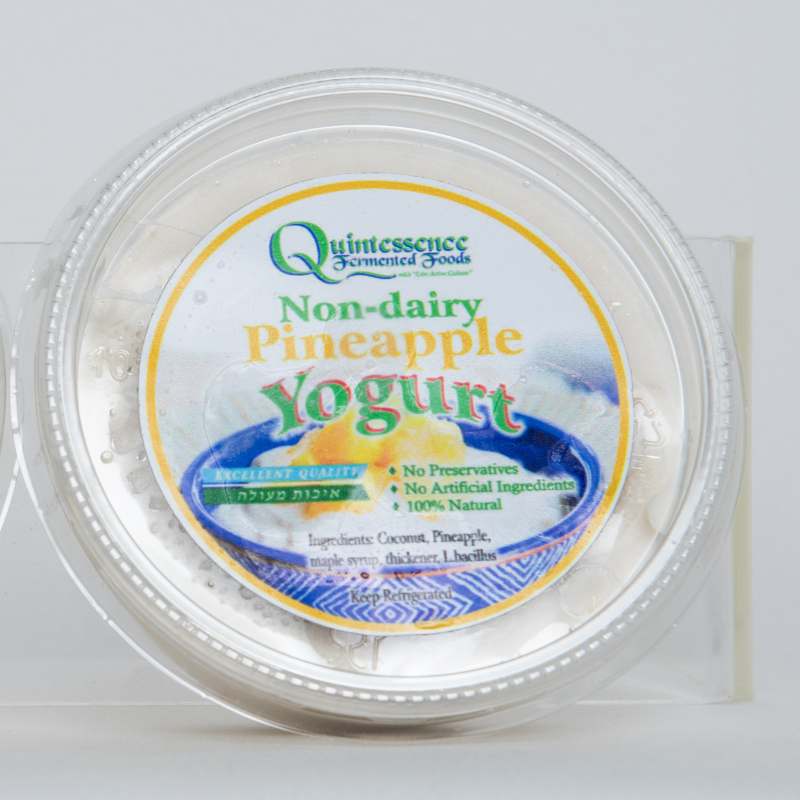 Quintessence
Fermented Foods
with "Live Active Cultures"
Non-dairy
Pineapple
Yogurt
EXCELLENT QUALITY
איכות מעולה
♦ No Preservatives
♦ No Artificial Ingredients
♦ 100% Natural
Ingredients: Coconut, Pineapple,
maple syrup, thickener, L.bacillus
Keep Refrigerated